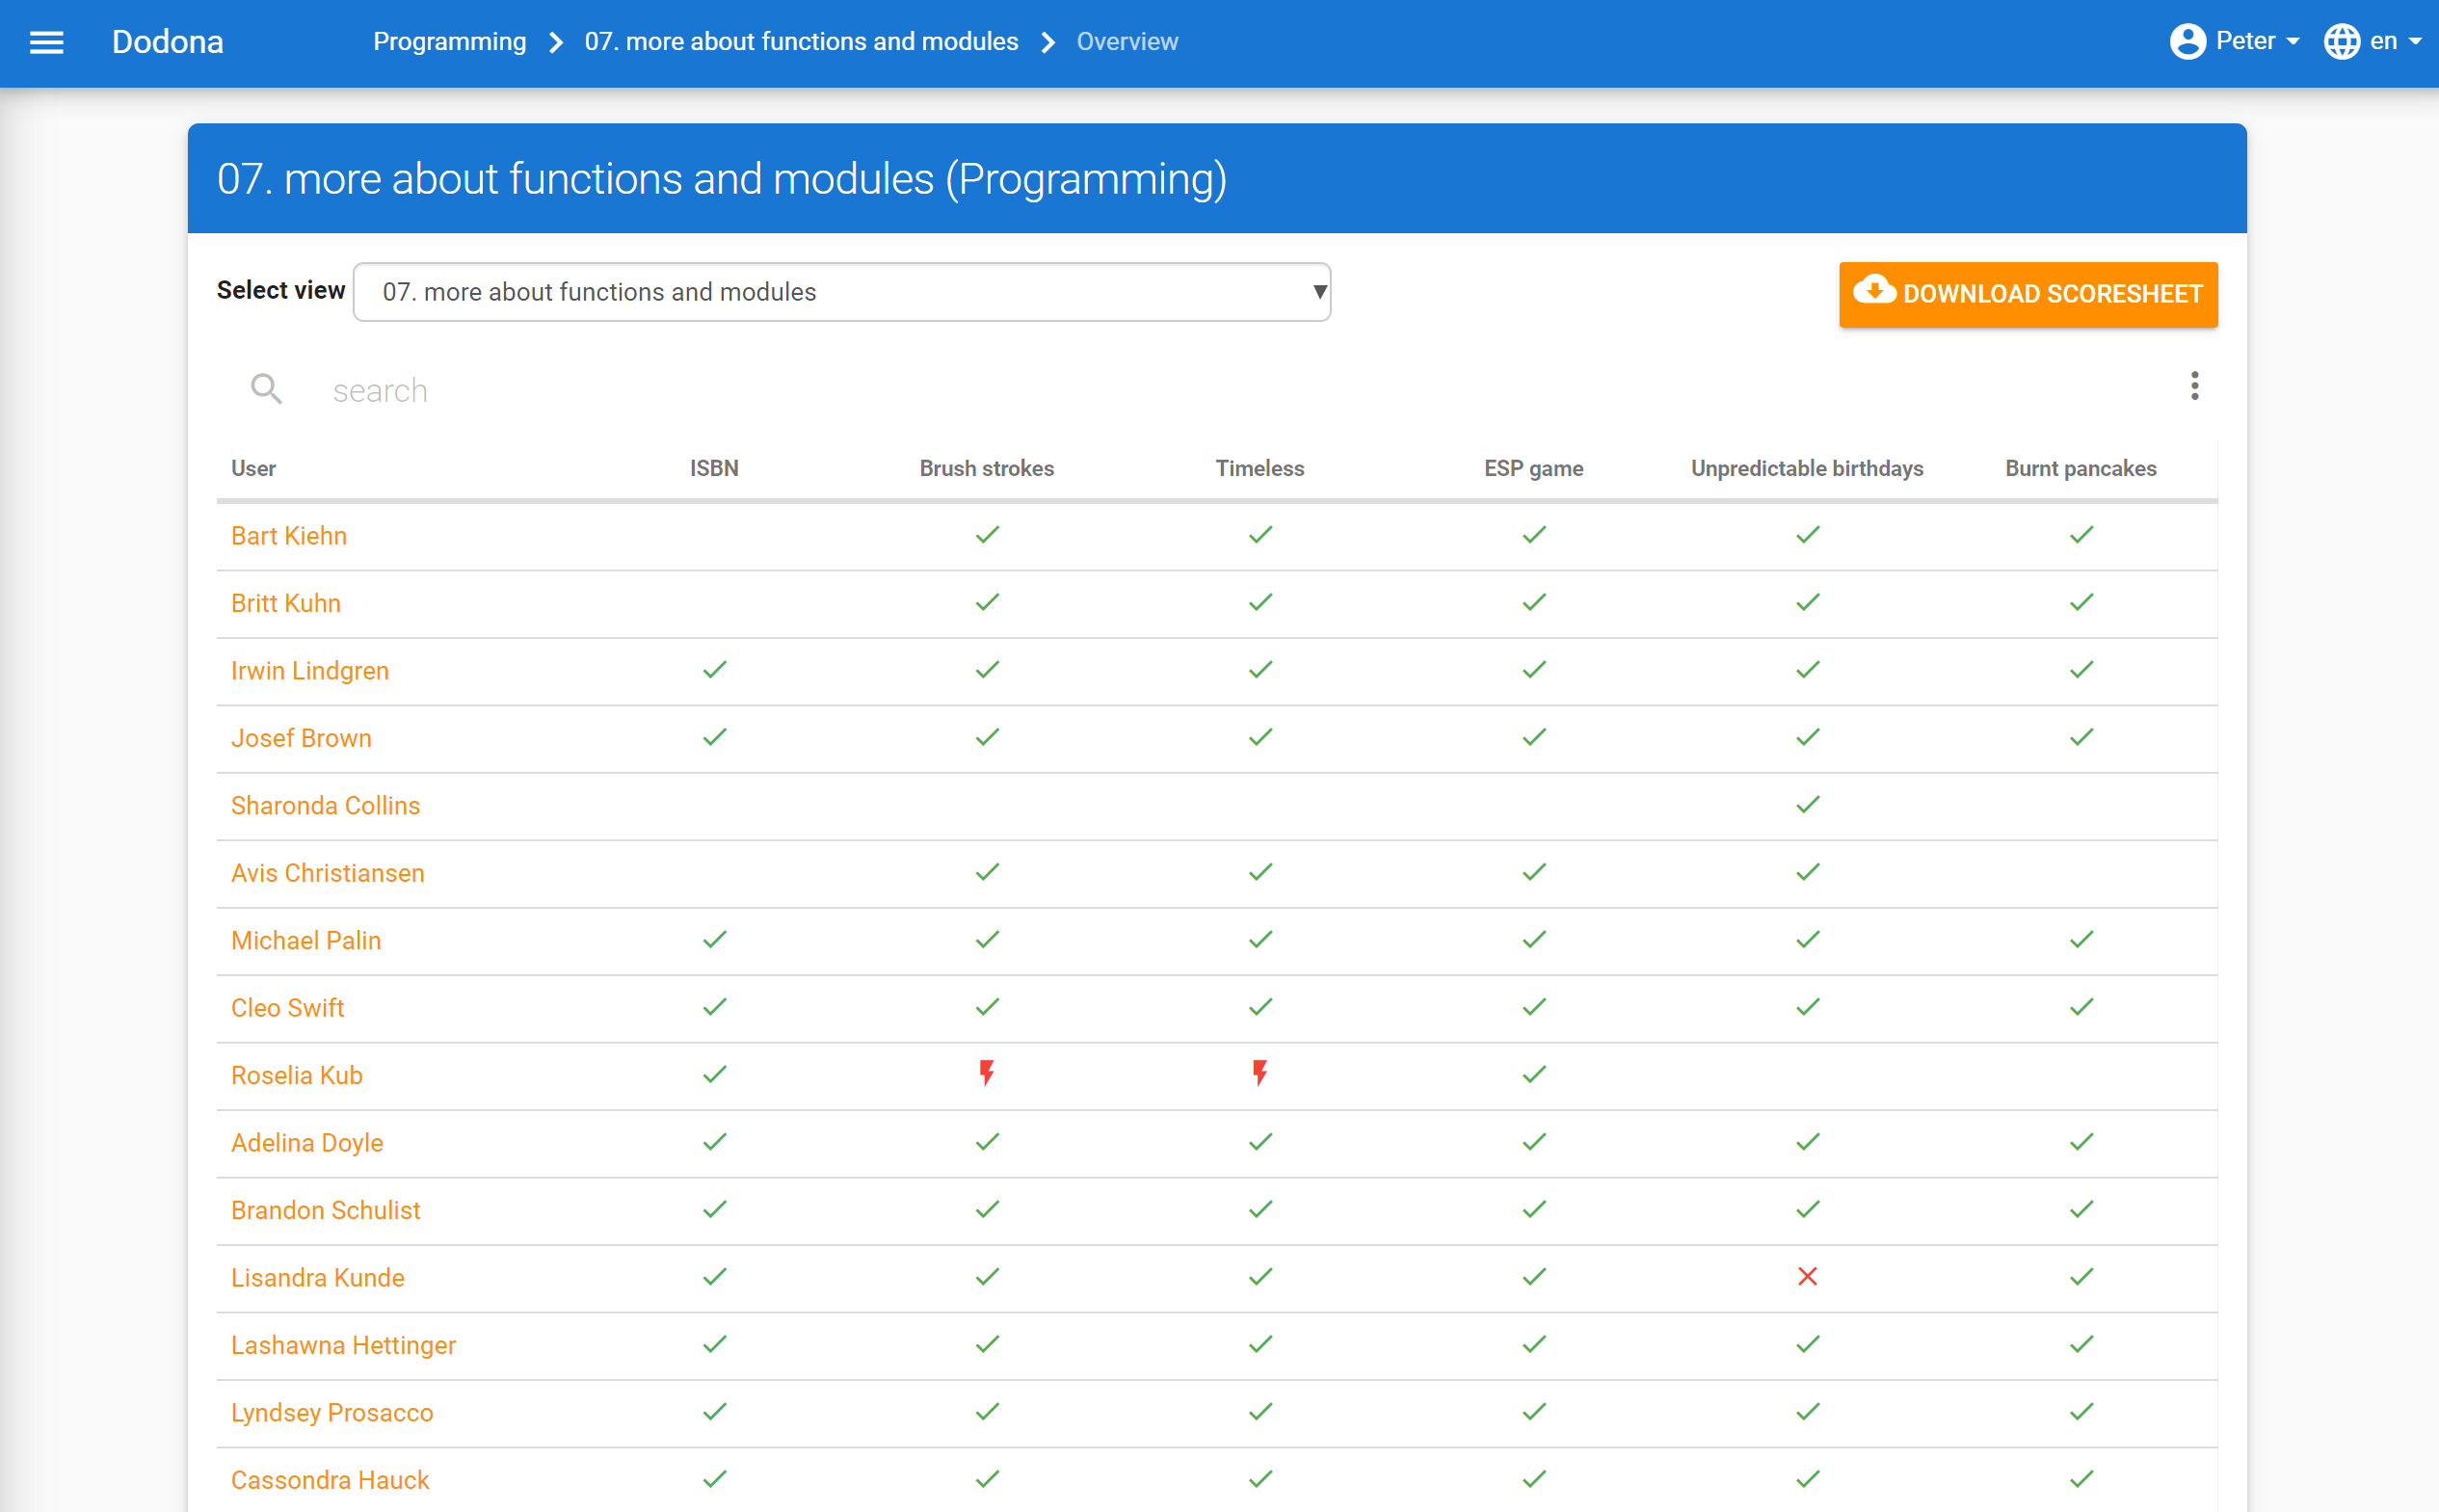 Dodona Programming 07. more about functions and modules Overview Peter en
07. more about functions and modules (Programming)
Select view 07. more about functions and modules DOWNLOAD SCORESHEET
search
User ISBN Brush strokes Timeless ESP game Unpredictable birthdays Burnt pancakes
Bart Kiehn
Britt Kuhn
Irwin Lindgren
Josef Brown
Sharonda Collins
Avis Christiansen
Michael Palin
Cleo Swift
Roselia Kub
Adelina Doyle
Brandon Schulist
Lisandra Kunde
Lashawna Hettinger
Lyndsey Prosacco
Cassondra Hauck